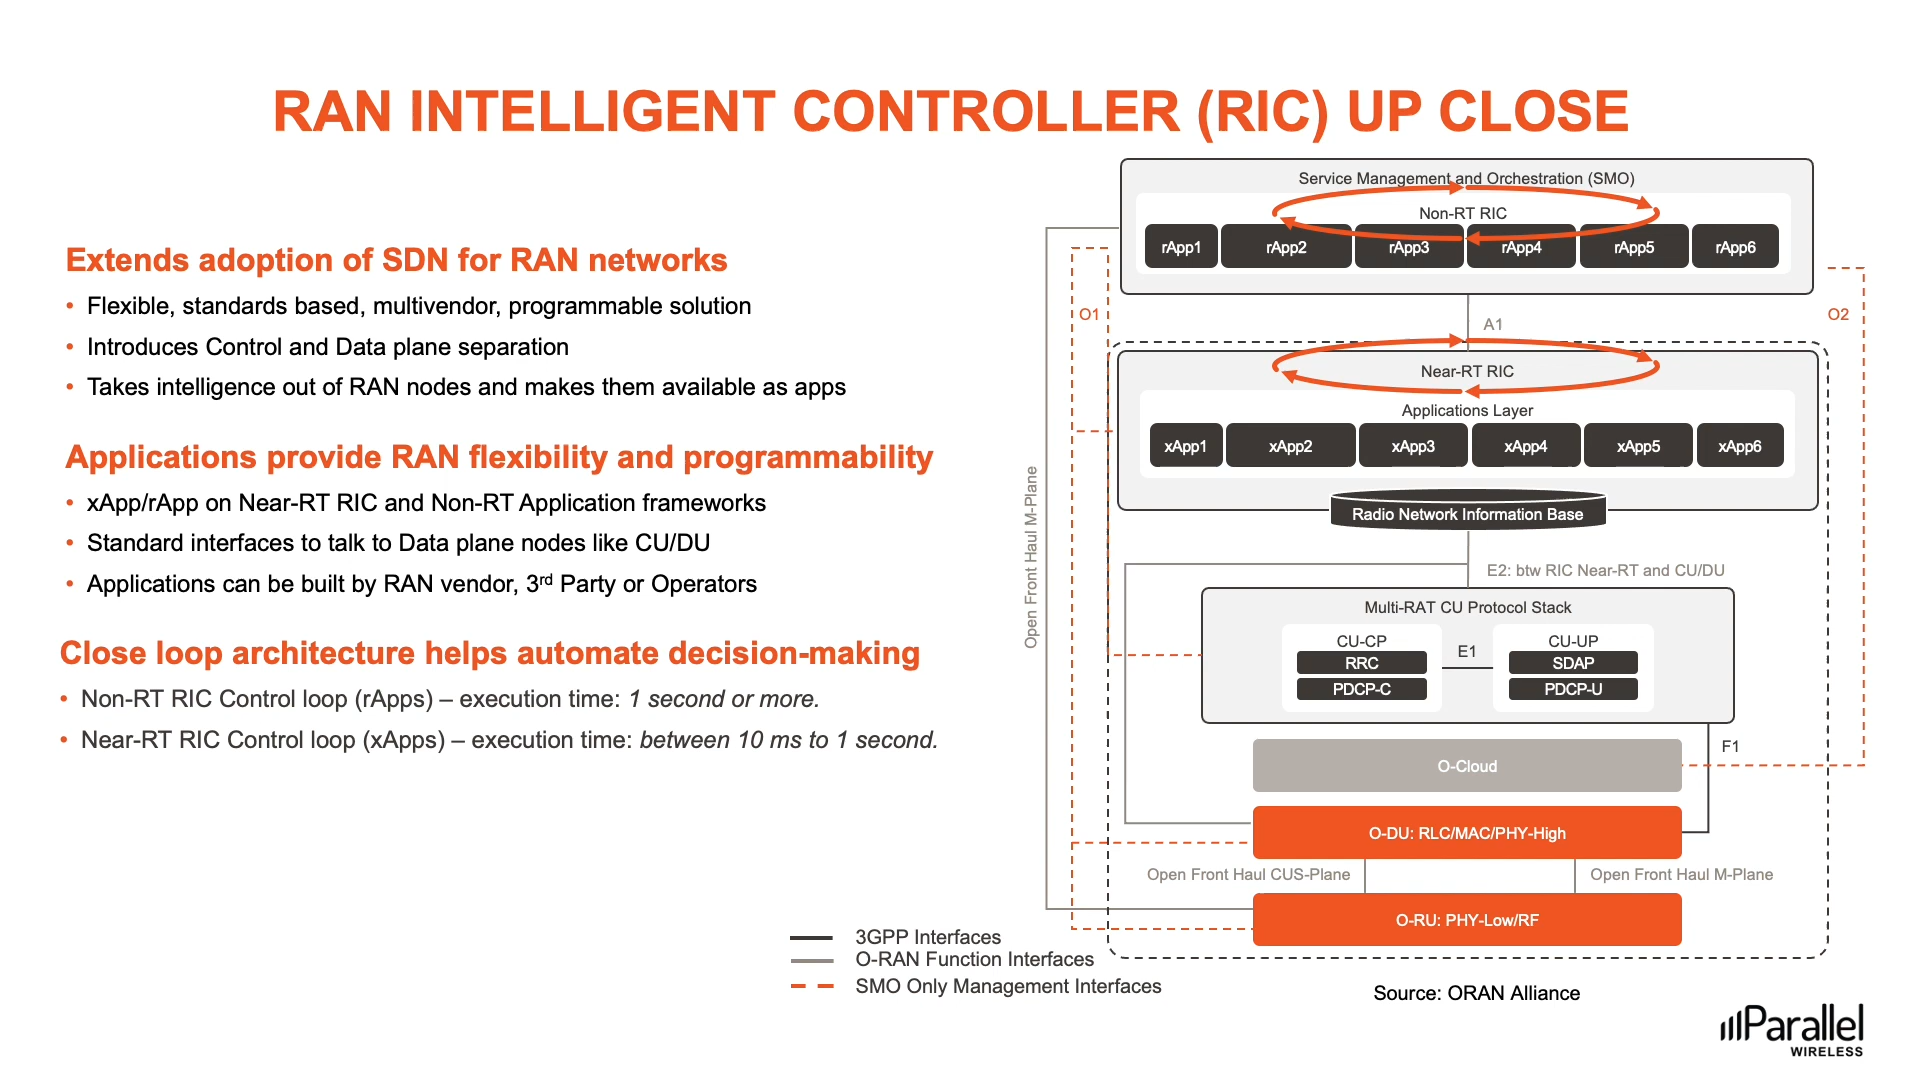 RAN INTELLIGENT CONTROLLER (RIC) UP CLOSE
Extends adoption of SDN for RAN networks
• Flexible, standards based, multivendor, programmable solution
• Introduces Control and Data plane separation
• Takes intelligence out of RAN nodes and makes them available as apps
Applications provide RAN flexibility and programmability
• xApp/rApp on Near-RT RIC and Non-RT Application frameworks
• Standard interfaces to talk to Data plane nodes like CU/DU
• Applications can be built by RAN vendor, 3rd Party or Operators
Close loop architecture helps automate decision-making
• Non-RT RIC Control loop (rApps) – execution time: 1 second or more.
• Near-RT RIC Control loop (xApps) – execution time: between 10 ms to 1 second.
Service Management and Orchestration (SMO)
Non-RT RIC
rApp1 rApp2 rApp3 rApp4 rApp5 rApp6
O1
A1
O2
Near-RT RIC
Applications Layer
xApp1 xApp2 xApp3 xApp4 xApp5 xApp6
Radio Network Information Base
Open Front Haul M-Plane
E2: btw RIC Near-RT and CU/DU
Multi-RAT CU Protocol Stack
CU-CP
RRC
PDCP-C
E1
CU-UP
SDAP
PDCP-U
F1
O-Cloud
O-DU: RLC/MAC/PHY-High
Open Front Haul CUS-Plane
Open Front Haul M-Plane
O-RU: PHY-Low/RF
3GPP Interfaces
O-RAN Function Interfaces
SMO Only Management Interfaces
Source: ORAN Alliance
Parallel
WIRELESS